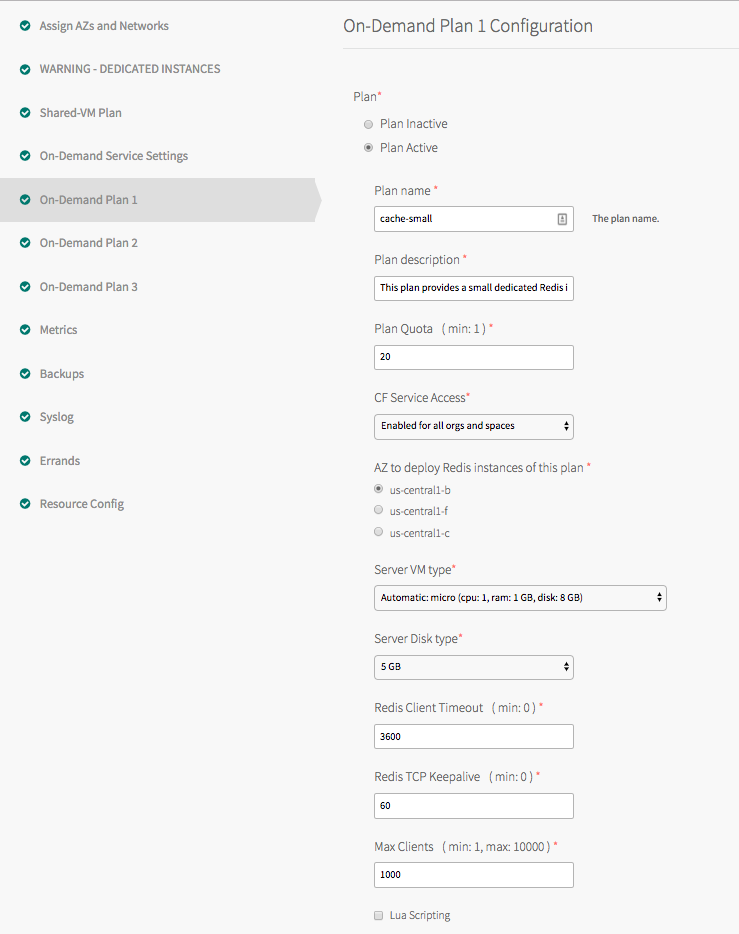 Assign AZs and Networks
WARNING - DEDICATED INSTANCES
Shared-VM Plan
On-Demand Service Settings
On-Demand Plan 1
On-Demand Plan 2
On-Demand Plan 3
Metrics
Backups
Syslog
Errands
Resource Config
On-Demand Plan 1 Configuration
Plan*
Plan Inactive
Plan Active
Plan name *
cache-small
The plan name.
Plan description *
This plan provides a small dedicated Redis i
Plan Quota ( min: 1 ) *
20
CF Service Access*
Enabled for all orgs and spaces
AZ to deploy Redis instances of this plan *
us-central1-b
us-central1-f
us-central1-c
Server VM type*
Automatic: micro (cpu: 1, ram: 1 GB, disk: 8 GB)
Server Disk type*
5 GB
Redis Client Timeout ( min: 0 ) *
3600
Redis TCP Keepalive ( min: 0 ) *
60
Max Clients ( min: 1, max: 10000 ) *
1000
Lua Scripting